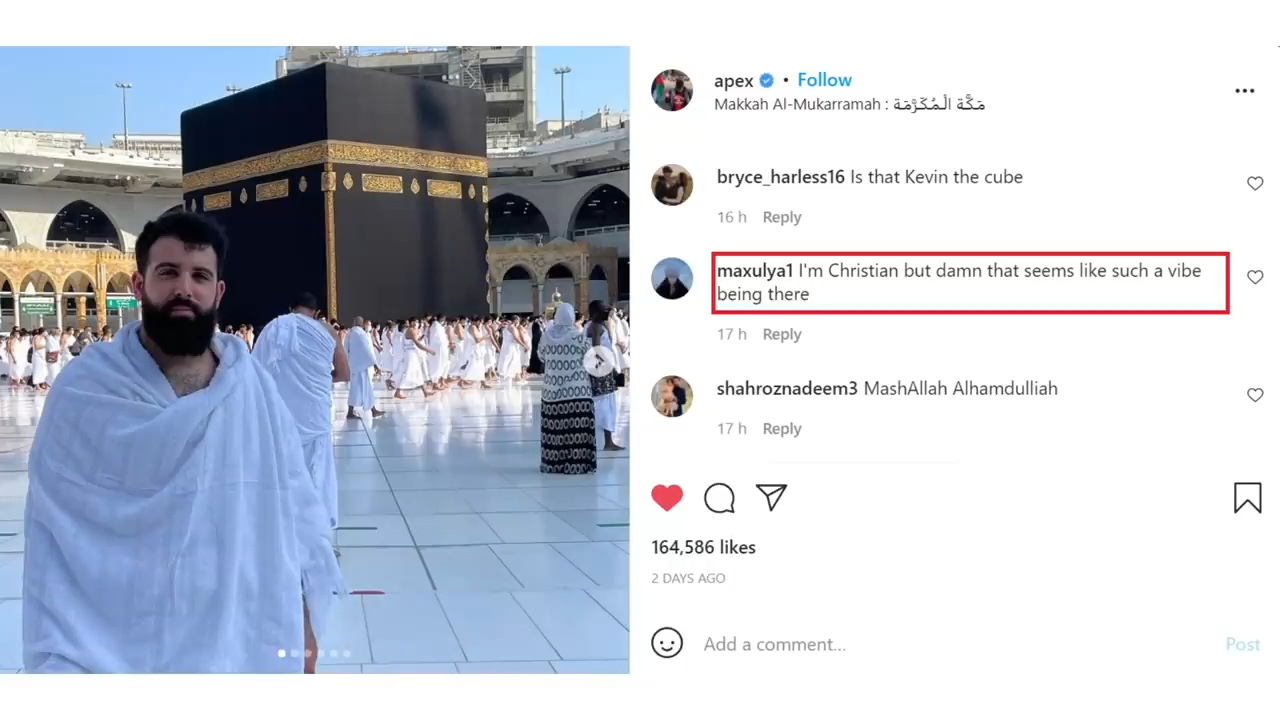 apex • Follow
Makkah Al-Mukarramah : مَكَّة الْمُكَرَّمَة
bryce_harless16 Is that Kevin the cube
16 h Reply
maxulya1 I'm Christian but damn that seems like such a vibe
being there
17 h Reply
shahroznadeem3 MashAllah Alhamdulliah
17 h Reply
164,586 likes
2 DAYS AGO
Add a comment... Post